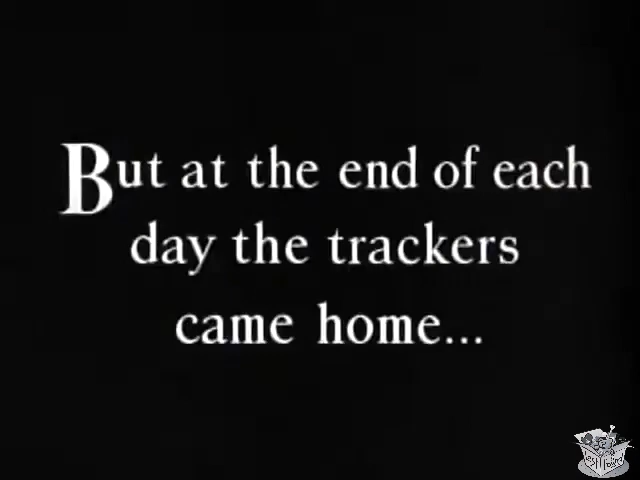 But at the end of each
day the trackers
came home...